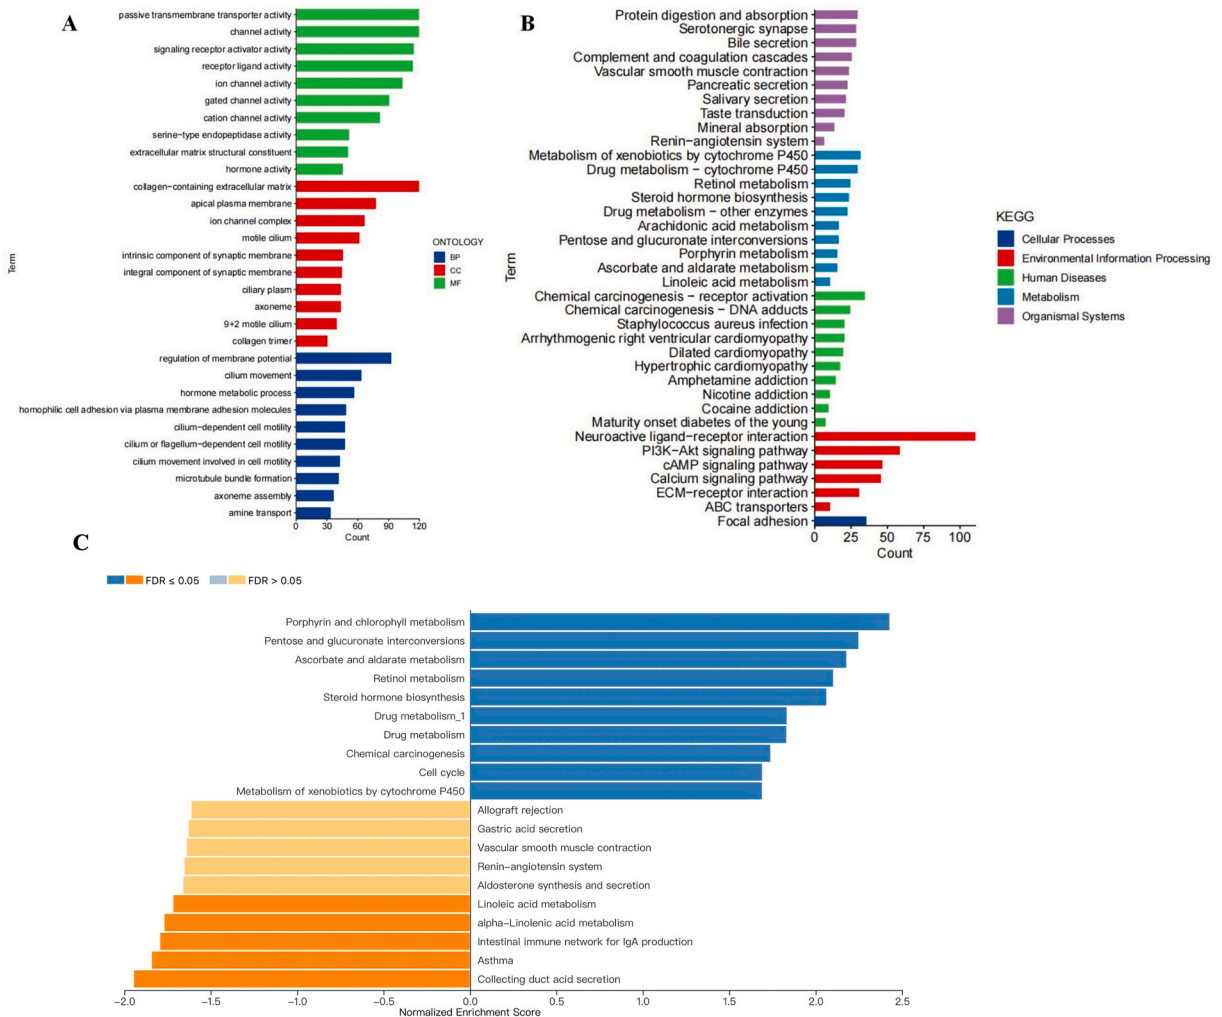 A
passive transmembrane transporter activity
channel activity
signaling receptor activator activity
receptor ligand activity
ion channel activity
gated channel activity
cation channel activity
serine-type endopeptidase activity
extracellular matrix structural constituent
hormone activity
collagen-containing extracellular matrix
apical plasma membrane
ion channel complex
motile cilium
intrinsic component of synaptic membrane
integral component of synaptic membrane
ciliary plasm
axoneme
9+2 motile cilium
collagen trimer
regulation of membrane potential
cilium movement
hormone metabolic process
homophilic cell adhesion via plasma membrane adhesion molecules
cilium-dependent cell motility
cilium or flagellum-dependent cell motility
cilium movement involved in cell motility
microtubule bundle formation
axoneme assembly
amine transport
Term
0 30 60 90 120
Count
ONTOLOGY
BP
CC
MF
B
Protein digestion and absorption
Serotonergic synapse
Bile secretion
Complement and coagulation cascades
Vascular smooth muscle contraction
Pancreatic secretion
Salivary secretion
Taste transduction
Mineral absorption
Renin-angiotensin system
Metabolism of xenobiotics by cytochrome P450
Drug metabolism - cytochrome P450
Retinol metabolism
Steroid hormone biosynthesis
Drug metabolism - other enzymes
Arachidonic acid metabolism
Pentose and glucuronate interconversions
Porphyrin metabolism
Ascorbate and aldarate metabolism
Linoleic acid metabolism
Chemical carcinogenesis - receptor activation
Chemical carcinogenesis - DNA adducts
Staphylococcus aureus infection
Arrhythmogenic right ventricular cardiomyopathy
Dilated cardiomyopathy
Hypertrophic cardiomyopathy
Amphetamine addiction
Nicotine addiction
Cocaine addiction
Maturity onset diabetes of the young
Neuroactive ligand-receptor interaction
PI3K-Akt signaling pathway
cAMP signaling pathway
Calcium signaling pathway
ECM-receptor interaction
ABC transporters
Focal adhesion
Term
0 25 50 75 100
Count
KEGG
Cellular Processes
Environmental Information Processing
Human Diseases
Metabolism
Organismal Systems
C
FDR ≤ 0.05 FDR > 0.05
Porphyrin and chlorophyll metabolism
Pentose and glucuronate interconversions
Ascorbate and aldarate metabolism
Retinol metabolism
Steroid hormone biosynthesis
Drug metabolism_1
Drug metabolism
Chemical carcinogenesis
Cell cycle
Metabolism of xenobiotics by cytochrome P450
Allograft rejection
Gastric acid secretion
Vascular smooth muscle contraction
Renin-angiotensin system
Aldosterone synthesis and secretion
Linoleic acid metabolism
alpha-Linolenic acid metabolism
Intestinal immune network for IgA production
Asthma
Collecting duct acid secretion
-2.0 -1.5 -1.0 -0.5 0.0 0.5 1.0 1.5 2.0 2.5
Normalized Enrichment Score